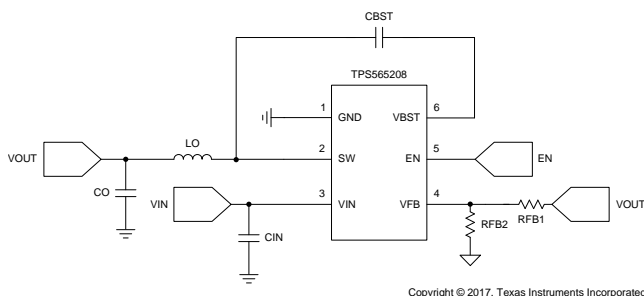 CBST
TPS565208
1 GND VBST 6
VOUT LO 2 SW EN 5 EN
CO VIN 3 VIN VFB 4 VOUT
CIN RFB2 RFB1
Copyright © 2017, Texas Instruments Incorporated